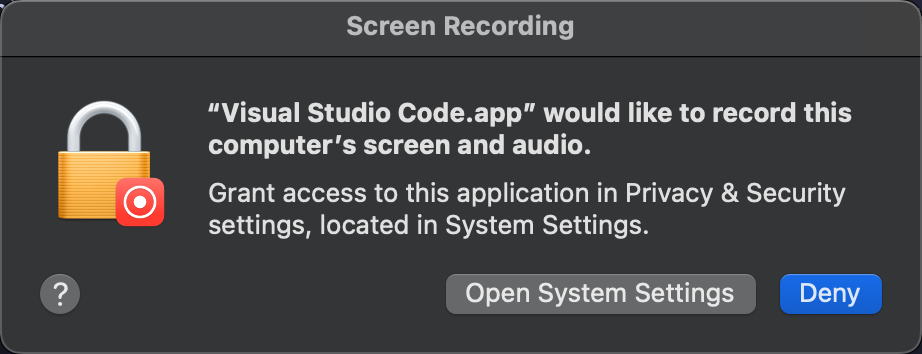 Screen Recording
“Visual Studio Code.app” would like to record this
computer’s screen and audio.
Grant access to this application in Privacy & Security
settings, located in System Settings.
?
Open System Settings
Deny